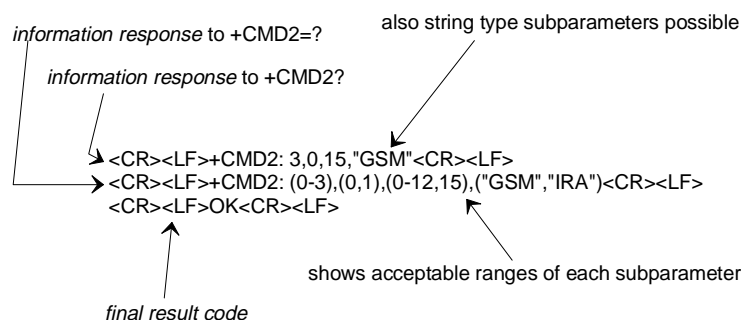 also string type subparameters possible
information response to +CMD2=?
information response to +CMD2?
<CR><LF>+CMD2: 3,0,15,"GSM"<CR><LF>
<CR><LF>+CMD2: (0-3),(0,1),(0-12,15),("GSM","IRA")<CR><LF>
<CR><LF>OK<CR><LF>
shows acceptable ranges of each subparameter
final result code